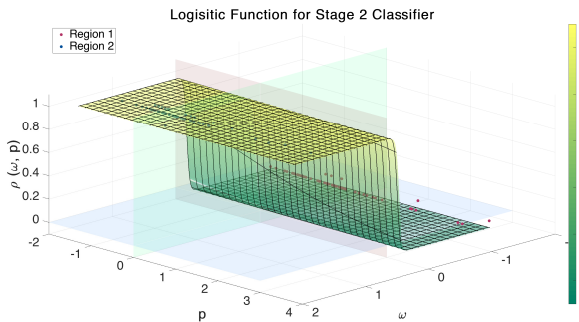 Logisitic Function for Stage 2 Classifier
Region 1
Region 2
ρ (ω, p)
1
0.8
0.6
0.4
0.2
0
-2
-1
0
1
2
3
4
p
2
1
0
-1
ω